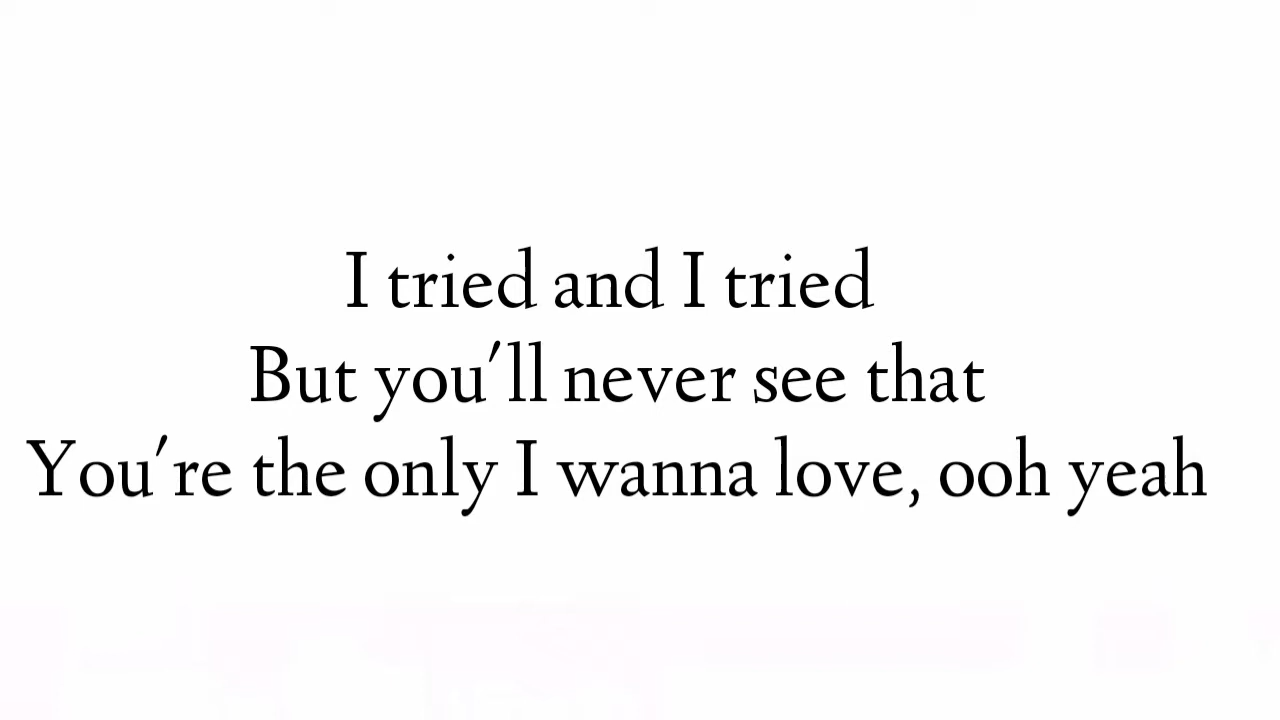 I tried and I tried
But you'll never see that
You're the only I wanna love, ooh yeah